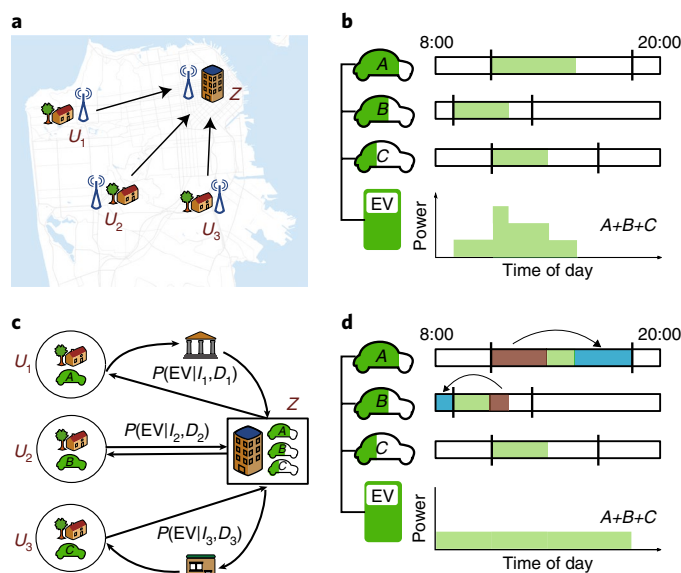 a
U1
U2
U3
Z
b
8:00
20:00
A
B
C
EV
Power
A+B+C
Time of day
c
U1
A
P(EV|I1,D1)
Z
U2
B
P(EV|I2,D2)
A
B
C
U3
C
P(EV|I3,D3)
d
8:00
20:00
A
B
C
EV
Power
A+B+C
Time of day